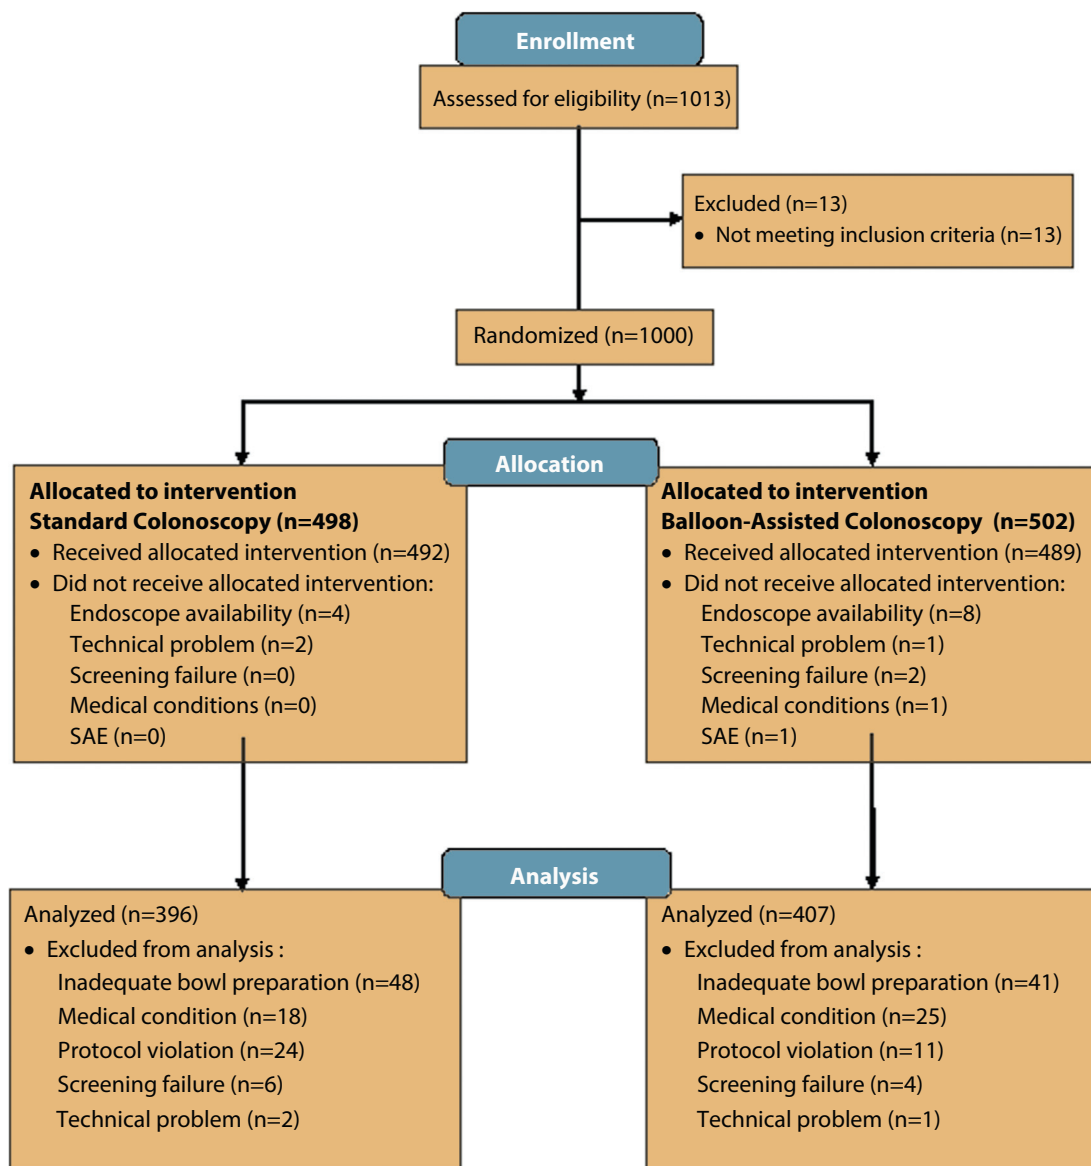 Enrollment
Assessed for eligibility (n=1013)
Excluded (n=13)
• Not meeting inclusion criteria (n=13)
Randomized (n=1000)
Allocation
Allocated to intervention
Standard Colonoscopy (n=498)
• Received allocated intervention (n=492)
• Did not receive allocated intervention:
Endoscope availability (n=4)
Technical problem (n=2)
Screening failure (n=0)
Medical conditions (n=0)
SAE (n=0)
Allocated to intervention
Balloon-Assisted Colonoscopy (n=502)
• Received allocated intervention (n=489)
• Did not receive allocated intervention:
Endoscope availability (n=8)
Technical problem (n=1)
Screening failure (n=2)
Medical conditions (n=1)
SAE (n=1)
Analysis
Analyzed (n=396)
• Excluded from analysis :
Inadequate bowl preparation (n=48)
Medical condition (n=18)
Protocol violation (n=24)
Screening failure (n=6)
Technical problem (n=2)
Analyzed (n=407)
• Excluded from analysis :
Inadequate bowl preparation (n=41)
Medical condition (n=25)
Protocol violation (n=11)
Screening failure (n=4)
Technical problem (n=1)